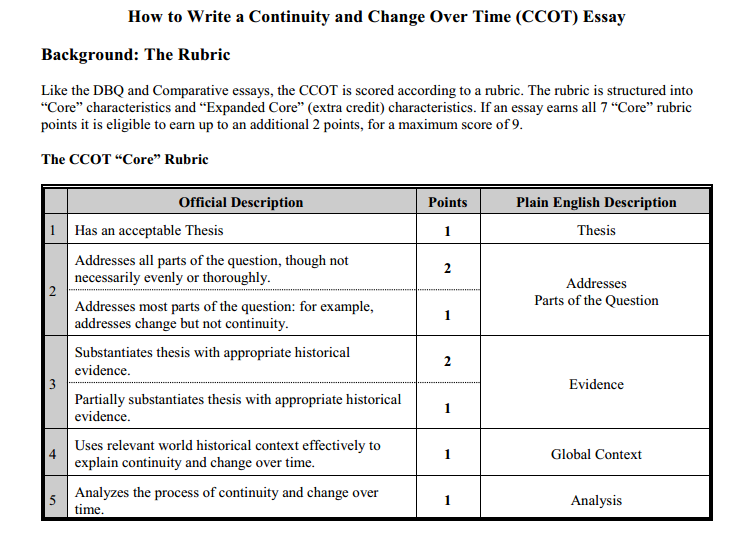 How to Write a Continuity and Change Over Time (CCOT) Essay
Background: The Rubric
Like the DBQ and Comparative essays, the CCOT is scored according to a rubric. The rubric is structured into
“Core” characteristics and “Expanded Core” (extra credit) characteristics. If an essay earns all 7 “Core” rubric
points it is eligible to earn up to an additional 2 points, for a maximum score of 9.
The CCOT “Core” Rubric
Official Description Points Plain English Description
1 Has an acceptable Thesis 1 Thesis
2
Addresses all parts of the question, though not
necessarily evenly or thoroughly.
2
Addresses most parts of the question: for example,
addresses change but not continuity.
1
Addresses
Parts of the Question
3
Substantiates thesis with appropriate historical
evidence.
2
Partially substantiates thesis with appropriate historical
evidence.
1
Evidence
4
Uses relevant world historical context effectively to
explain continuity and change over time.
1
Global Context
5
Analyzes the process of continuity and change over
time.
1
Analysis